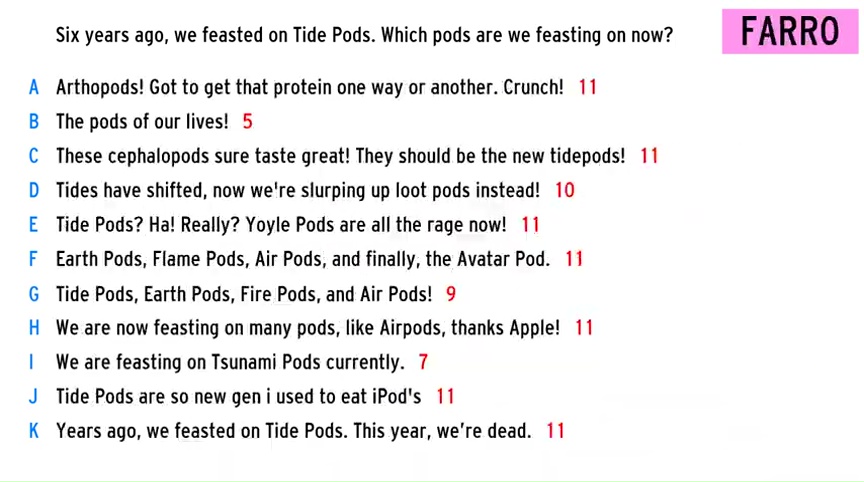 Six years ago, we feasted on Tide Pods. Which pods are we feasting on now?
FARRO
A Arthopods! Got to get that protein one way or another. Crunch! 11
B The pods of our lives! 5
C These cephalopods sure taste great! They should be the new tidepods! 11
D Tides have shifted, now we're slurping up loot pods instead! 10
E Tide Pods? Ha! Really? Yoyle Pods are all the rage now! 11
F Earth Pods, Flame Pods, Air Pods, and finally, the Avatar Pod. 11
G Tide Pods, Earth Pods, Fire Pods, and Air Pods! 9
H We are now feasting on many pods, like Airpods, thanks Apple! 11
I We are feasting on Tsunami Pods currently. 7
J Tide Pods are so new gen i used to eat iPod's 11
K Years ago, we feasted on Tide Pods. This year, we're dead. 11